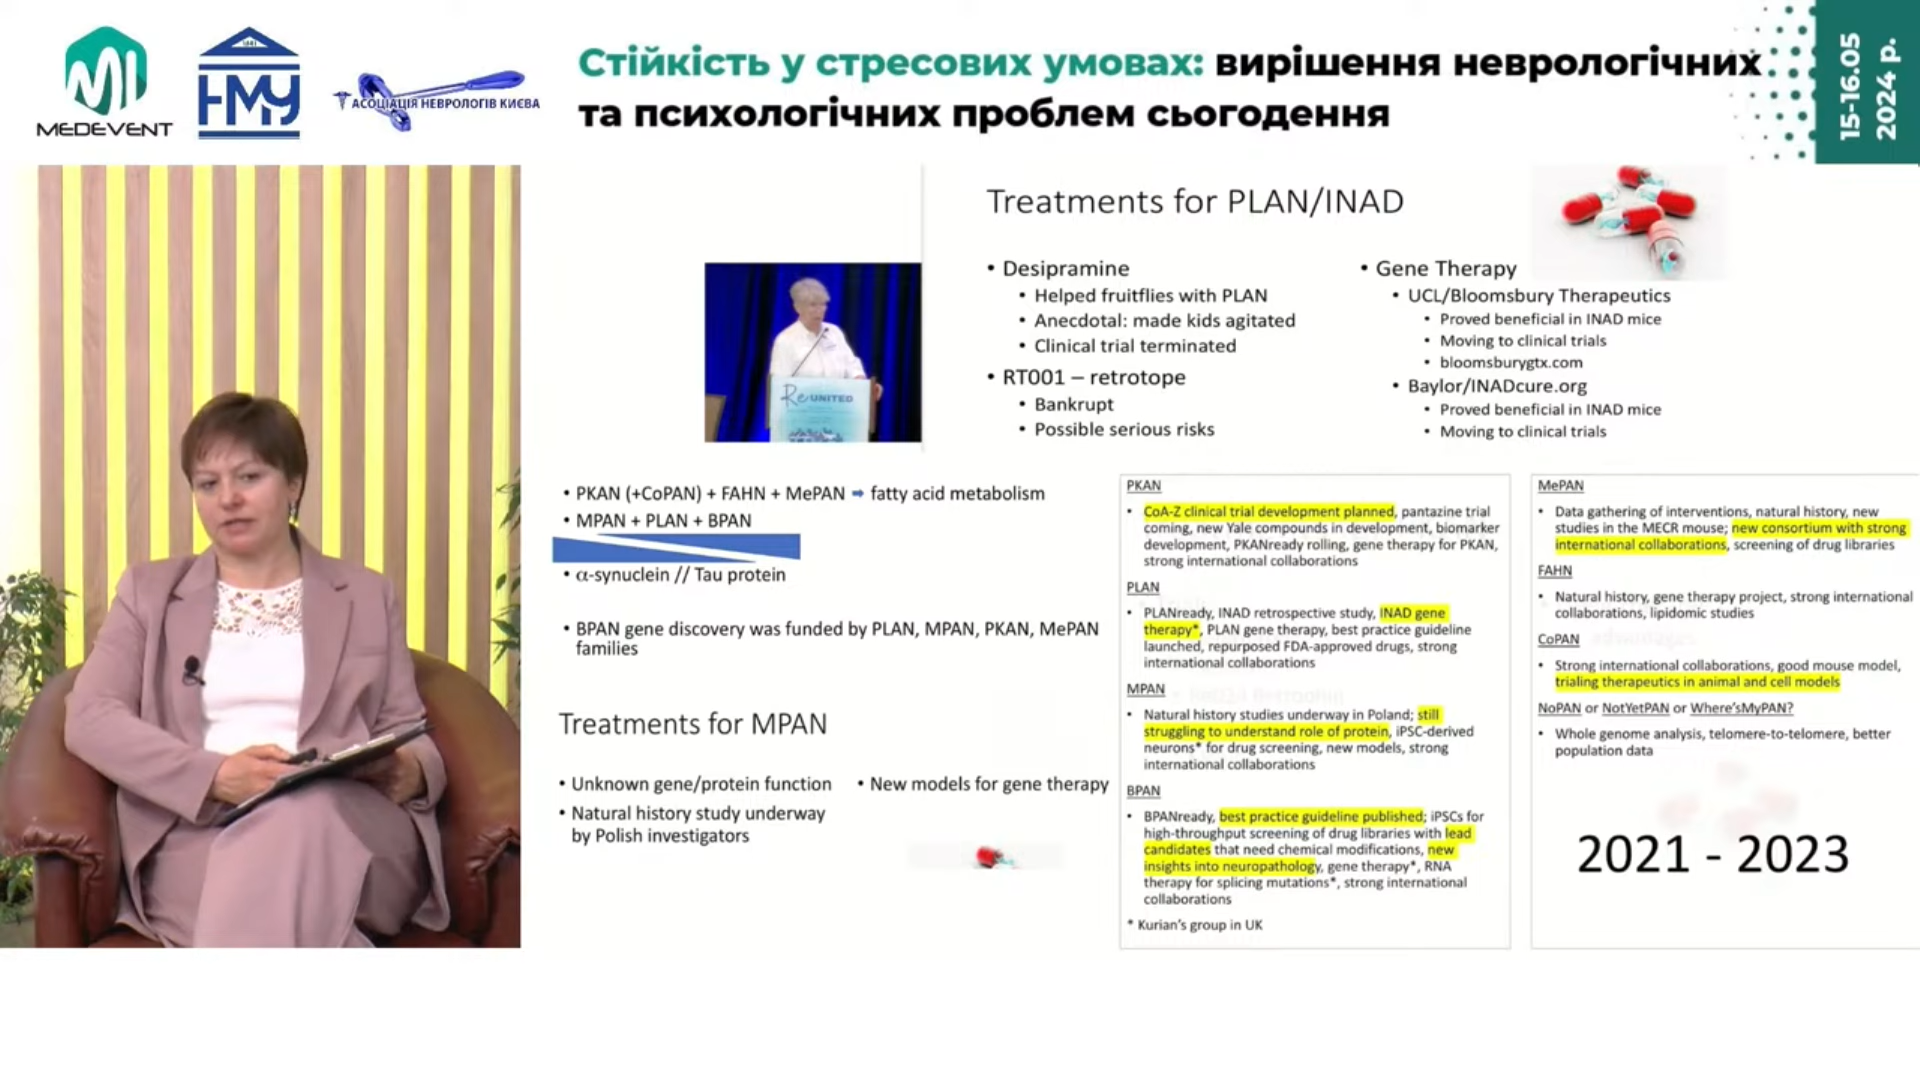 MEDEVENT
1841
НМУ
АСОЦІАЦІЯ НЕВРОЛОГІВ КИЄВА
Стійкість у стресових умовах: вирішення неврологічних
та психологічних проблем сьогодення
15-16.05
2024 р.
Treatments for PLAN/INAD
• Desipramine
• Helped fruitflies with PLAN
• Anecdotal: made kids agitated
• Clinical trial terminated
• RT001 – retrotope
• Bankrupt
• Possible serious risks
• Gene Therapy
• UCL/Bloomsbury Therapeutics
• Proved beneficial in INAD mice
• Moving to clinical trials
• bloomsburygtx.com
• Baylor/INADcure.org
• Proved beneficial in INAD mice
• Moving to clinical trials
Re UNITED
• PKAN (+CoPAN) + FAHN + MePAN ➡ fatty acid metabolism
• MPAN + PLAN + BPAN
• α-synuclein // Tau protein
• BPAN gene discovery was funded by PLAN, MPAN, PKAN, MePAN
families
Treatments for MPAN
• Unknown gene/protein function
• Natural history study underway
by Polish investigators
• New models for gene therapy
PKAN
• CoA-Z clinical trial development planned, pantazine trial
coming, new Yale compounds in development, biomarker
development, PKANready rolling, gene therapy for PKAN,
strong international collaborations
PLAN
• PLANready, INAD retrospective study, INAD gene
therapy*, PLAN gene therapy, best practice guideline
launched, repurposed FDA-approved drugs, strong
international collaborations
MPAN
• Natural history studies underway in Poland; still
struggling to understand role of protein, iPSC-derived
neurons* for drug screening, new models, strong
international collaborations
BPAN
• BPANready, best practice guideline published; iPSCs for
high-throughput screening of drug libraries with lead
candidates that need chemical modifications, new
insights into neuropathology, gene therapy*, RNA
therapy for splicing mutations*, strong international
collaborations
* Kurian's group in UK
MePAN
• Data gathering of interventions, natural history, new
studies in the MECR mouse; new consortium with strong
international collaborations, screening of drug libraries
FAHN
• Natural history, gene therapy project, strong international
collaborations, lipidomic studies
CoPAN
• Strong international collaborations, good mouse model,
trialing therapeutics in animal and cell models
NoPAN or NotYetPAN or Where'sMyPAN?
• Whole genome analysis, telomere-to-telomere, better
population data
2021 - 2023